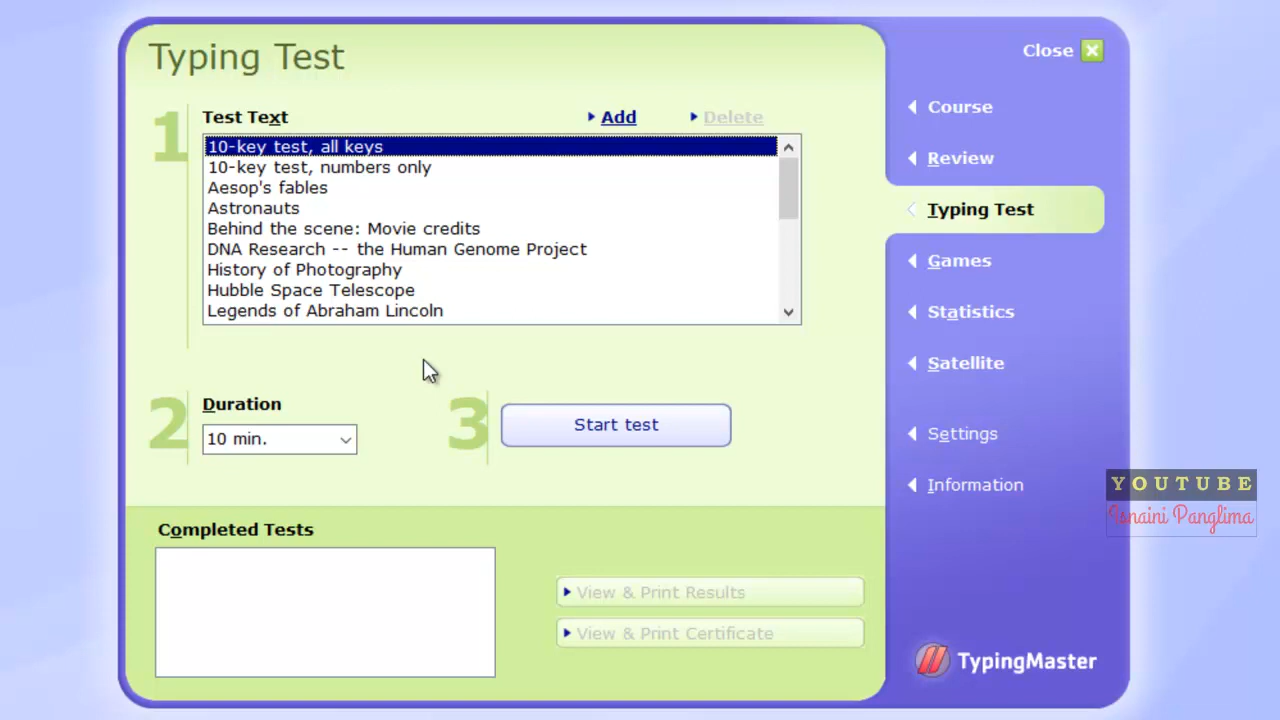 Typing Test
Close
1
Test Text
Add
Delete
10-key test, all keys
10-key test, numbers only
Aesop's fables
Astronauts
Behind the scene: Movie credits
DNA Research -- the Human Genome Project
History of Photography
Hubble Space Telescope
Legends of Abraham Lincoln
2
Duration
10 min.
3
Start test
Completed Tests
View & Print Results
View & Print Certificate
Course
Review
Typing Test
Games
Statistics
Satellite
Settings
Information
YOUTUBE
Isnaini Panglima
TypingMaster